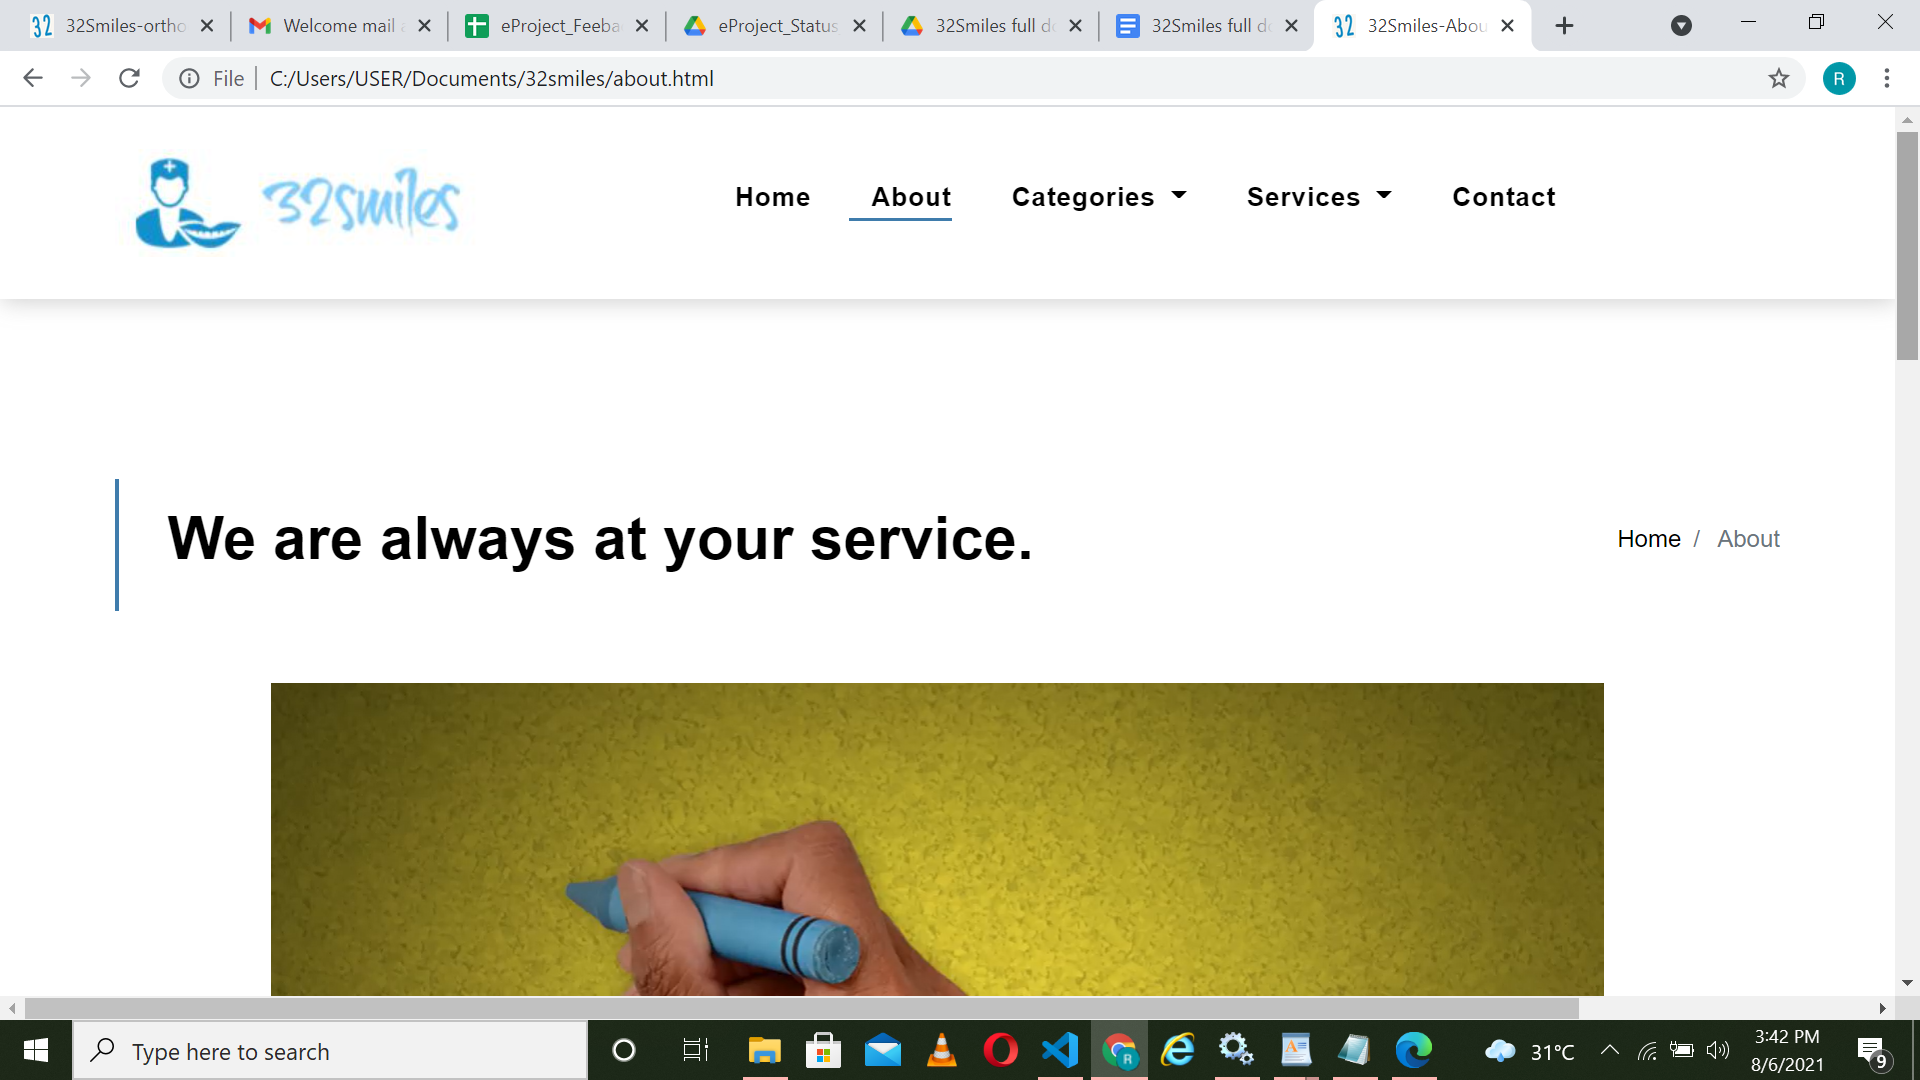 32Smiles-ortho
Welcome mail a
eProject_Feeba
eProject_Status
32Smiles full do
32Smiles full do
32Smiles-Abou
File
C:/Users/USER/Documents/32smiles/about.html
R
32smiles
Home
About
Categories
Services
Contact
We are always at your service.
Home / About
Type here to search
R
31°C
3:42 PM
8/6/2021
9